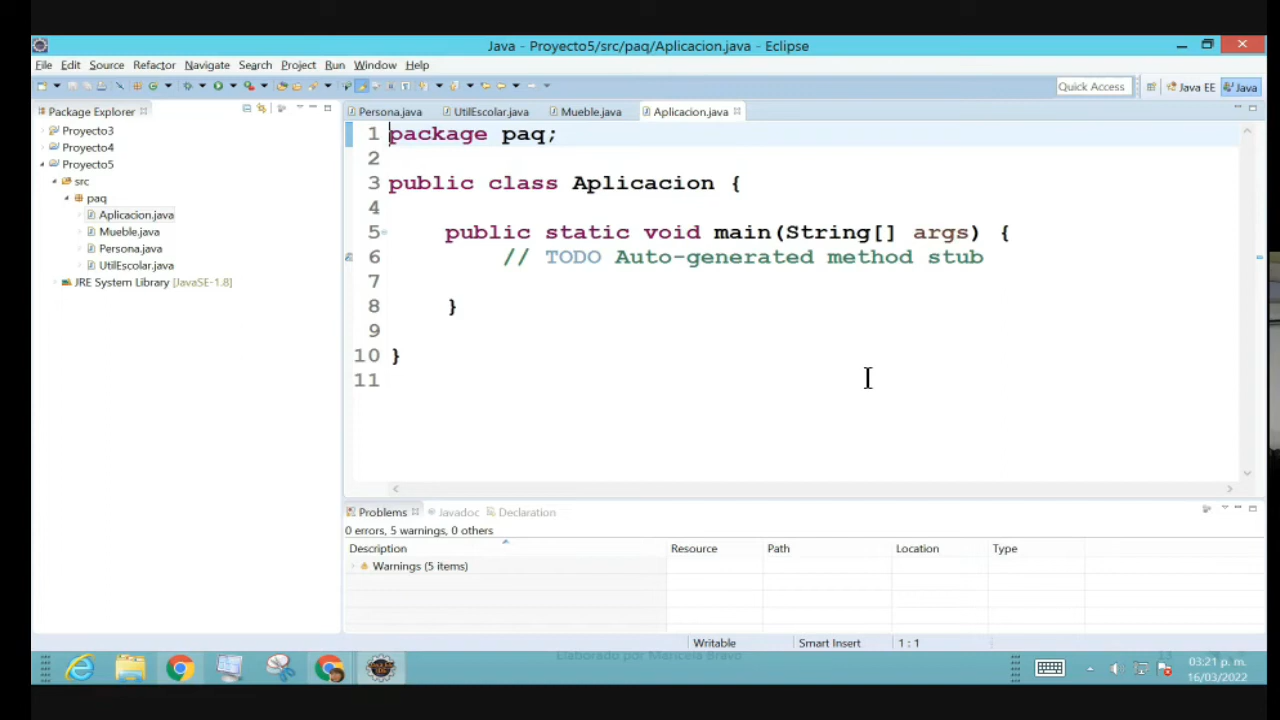 Java - Proyecto5/src/paq/Aplicacion.java - Eclipse
File Edit Source Refactor Navigate Search Project Run Window Help
Quick Access Java EE Java
Package Explorer
Proyecto3
Proyecto4
Proyecto5
src
paq
Aplicacion.java
Mueble.java
Persona.java
UtilEscolar.java
JRE System Library [JavaSE-1.8]
Persona.java UtilEscolar.java Mueble.java Aplicacion.java
1 package paq;
2
3 public class Aplicacion {
4
5 public static void main(String[] args) {
6 // TODO Auto-generated method stub
7
8 }
9
10 }
11
Problems Javadoc Declaration
0 errors, 5 warnings, 0 others
Description Resource Path Location Type
Warnings (5 items)
Writable Smart Insert 1 : 1
Elaborado por Maricela Bravo
13
03:21 p. m.
16/03/2022